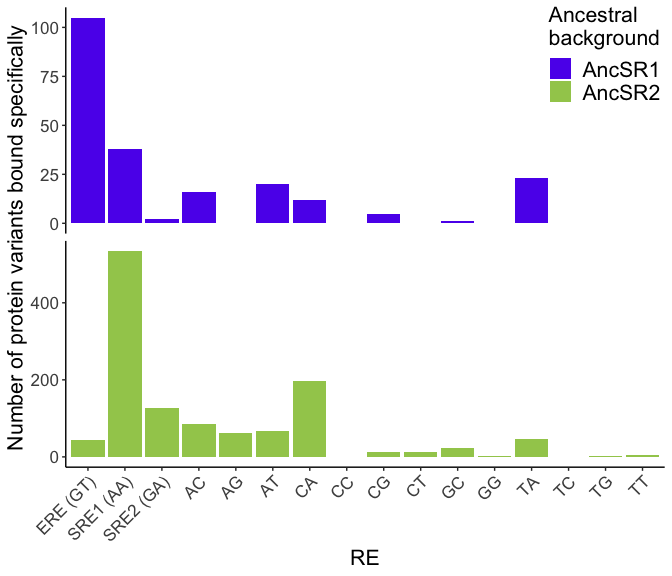 Ancestral
background
AncSR1
AncSR2
Number of protein variants bound specifically
100
75
50
25
0
400
200
0
ERE (GT)
SRE1 (AA)
SRE2 (GA)
AC
AG
AT
CA
CC
CG
CT
GC
GG
TA
TC
TG
TT
RE